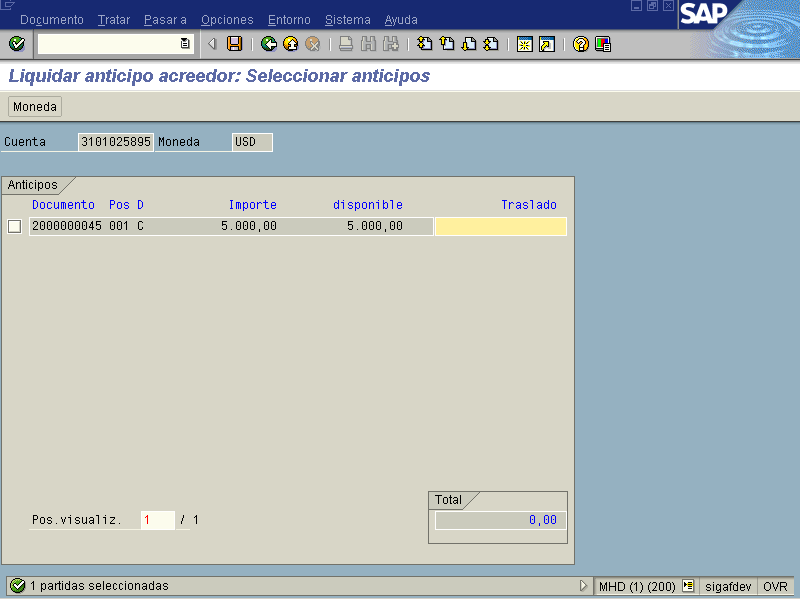 Documento Tratar Pasar a Opciones Entorno Sistema Ayuda
SAP
Liquidar anticipo acreedor: Seleccionar anticipos
Moneda
Cuenta 3101025895 Moneda USD
Anticipos
Documento Pos D Importe disponible Traslado
2000000045 001 C 5.000,00 5.000,00
Total
Pos.visualiz. 1 / 1 0,00
1 partidas seleccionadas MHD (1) (200) sigafdev OVR